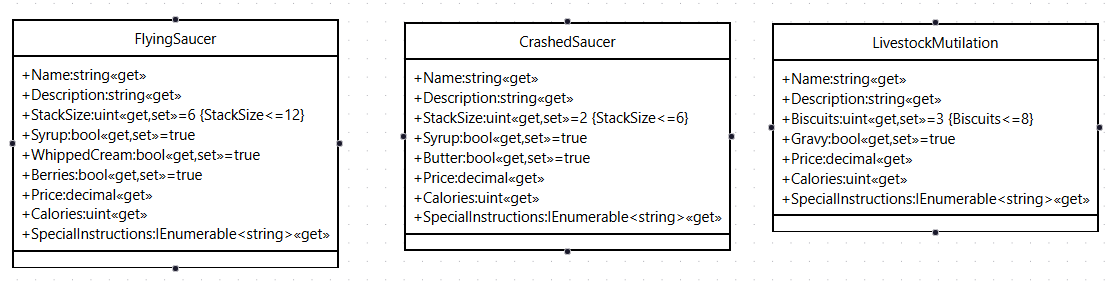 FlyingSaucer
+Name:string«get»
+Description:string«get»
+StackSize:uint«get,set»=6 {StackSize<=12}
+Syrup:bool«get,set»=true
+WhippedCream:bool«get,set»=true
+Berries:bool«get,set»=true
+Price:decimal«get»
+Calories:uint«get»
+SpecialInstructions:IEnumerable<string>«get»
CrashedSaucer
+Name:string«get»
+Description:string«get»
+StackSize:uint«get,set»=2 {StackSize<=6}
+Syrup:bool«get,set»=true
+Butter:bool«get,set»=true
+Price:decimal«get»
+Calories:uint«get»
+SpecialInstructions:IEnumerable<string>«get»
LivestockMutilation
+Name:string«get»
+Description:string«get»
+Biscuits:uint«get,set»=3 {Biscuits<=8}
+Gravy:bool«get,set»=true
+Price:decimal«get»
+Calories:uint«get»
+SpecialInstructions:IEnumerable<string>«get»